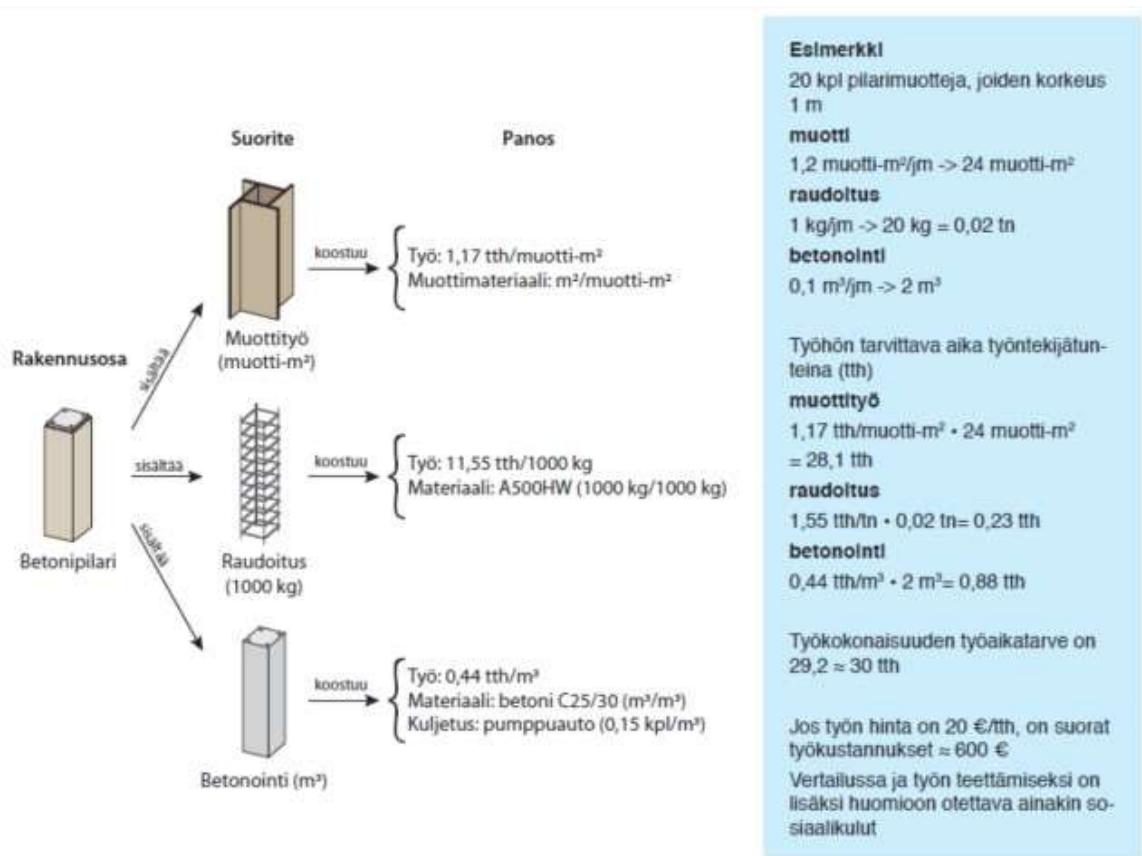 Suorite
Panos
koostuu
Työ: 1,17 tth/muotti-m²
Muottimateriaali: m²/muotti-m²
Muottityö
(muotti-m²)
Rakennusosa
sisältää
sisältää
koostuu
Työ: 11,55 tth/1000 kg
Materiaali: A500HW (1000 kg/1000 kg)
Betonipilari
sisältää
Raudoitus
(1000 kg)
koostuu
Työ: 0,44 tth/m³
Materiaali: betoni C25/30 (m³/m³)
Kuljetus: pumppuauto (0,15 kpl/m³)
Betonointi (m³)
Esimerkki
20 kpl pilarimuotteja, joiden korkeus
1 m
muotti
1,2 muotti-m²/jm -> 24 muotti-m²
raudoitus
1 kg/jm -> 20 kg = 0,02 tn
betonointi
0,1 m³/jm -> 2 m³
Työhön tarvittava aika työntekijätun-
teina (tth)
muottityö
1,17 tth/muotti-m² • 24 muotti-m²
= 28,1 tth
raudoitus
1,55 tth/tn • 0,02 tn= 0,23 tth
betonointi
0,44 tth/m³ • 2 m³= 0,88 tth
Työkokonaisuuden työaikatarve on
29,2 ≈ 30 tth
Jos työn hinta on 20 €/tth, on suorat
työkustannukset ≈ 600 €
Vertailussa ja työn teettämiseksi on
lisäksi huomioon otettava ainakin so-
siaalikulut